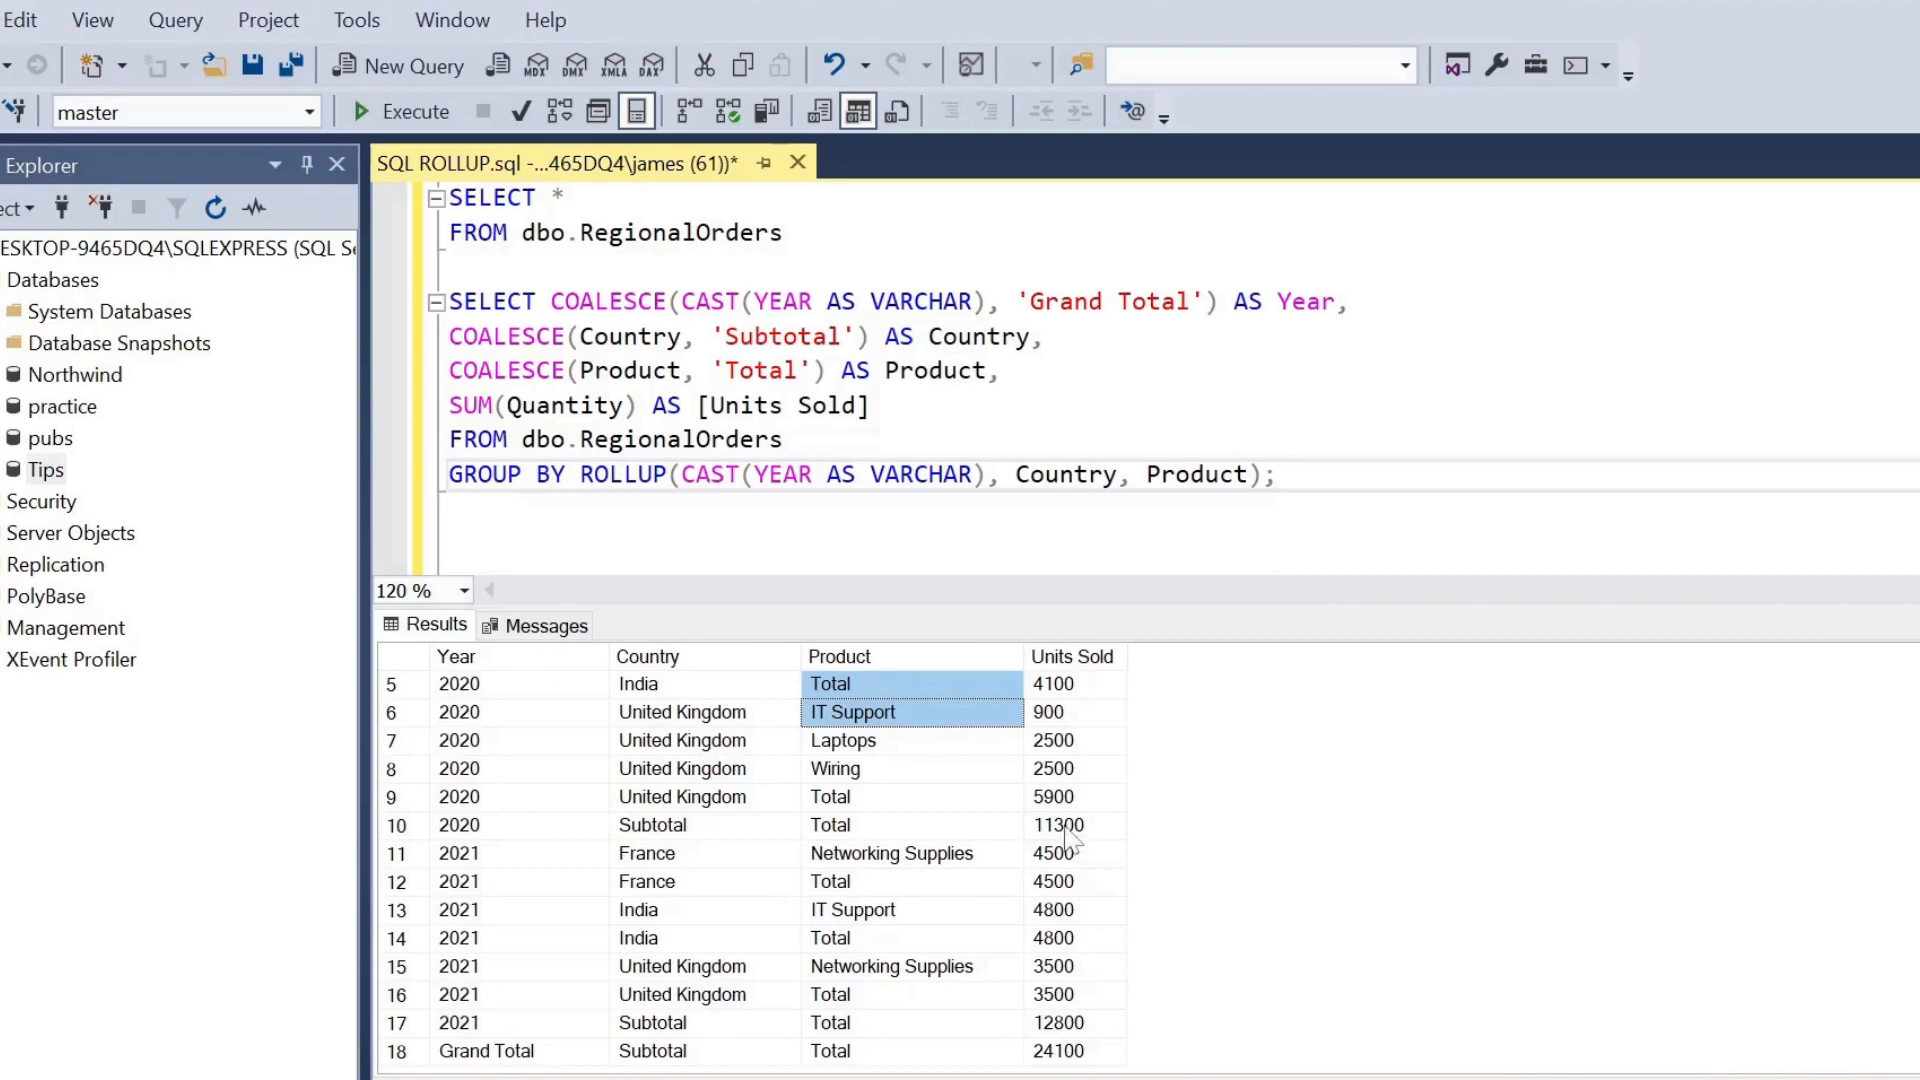 Edit View Query Project Tools Window Help
New Query MDX DMX XMLA DAX
master Execute
Explorer
SQL ROLLUP.sql -...465DQ4\james (61))*
ect
ESKTOP-9465DQ4\SQLEXPRESS (SQL Se
Databases
System Databases
Database Snapshots
Northwind
practice
pubs
Tips
Security
Server Objects
Replication
PolyBase
Management
XEvent Profiler
SELECT *
FROM dbo.RegionalOrders
SELECT COALESCE(CAST(YEAR AS VARCHAR), 'Grand Total') AS Year,
COALESCE(Country, 'Subtotal') AS Country,
COALESCE(Product, 'Total') AS Product,
SUM(Quantity) AS [Units Sold]
FROM dbo.RegionalOrders
GROUP BY ROLLUP(CAST(YEAR AS VARCHAR), Country, Product);
120 %
Results Messages
Year Country Product Units Sold
5 2020 India Total 4100
6 2020 United Kingdom IT Support 900
7 2020 United Kingdom Laptops 2500
8 2020 United Kingdom Wiring 2500
9 2020 United Kingdom Total 5900
10 2020 Subtotal Total 11300
11 2021 France Networking Supplies 4500
12 2021 France Total 4500
13 2021 India IT Support 4800
14 2021 India Total 4800
15 2021 United Kingdom Networking Supplies 3500
16 2021 United Kingdom Total 3500
17 2021 Subtotal Total 12800
18 Grand Total Subtotal Total 24100